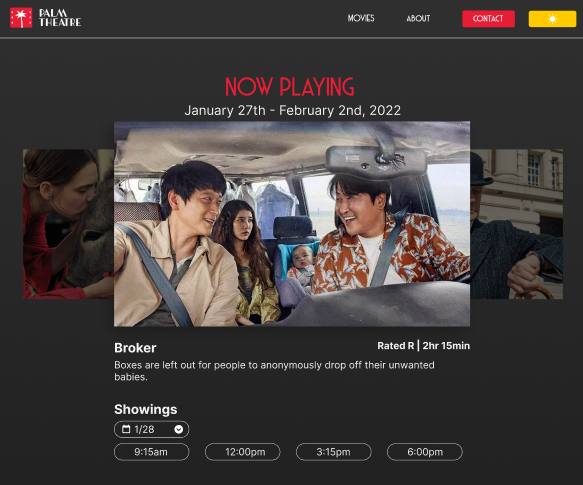 PALM
THEATRE
MOVIES
ABOUT
CONTACT
NOW PLAYING
January 27th - February 2nd, 2022
Broker
Rated R | 2hr 15min
Boxes are left out for people to anonymously drop off their unwanted
babies.
Showings
1/28
9:15am
12:00pm
3:15pm
6:00pm